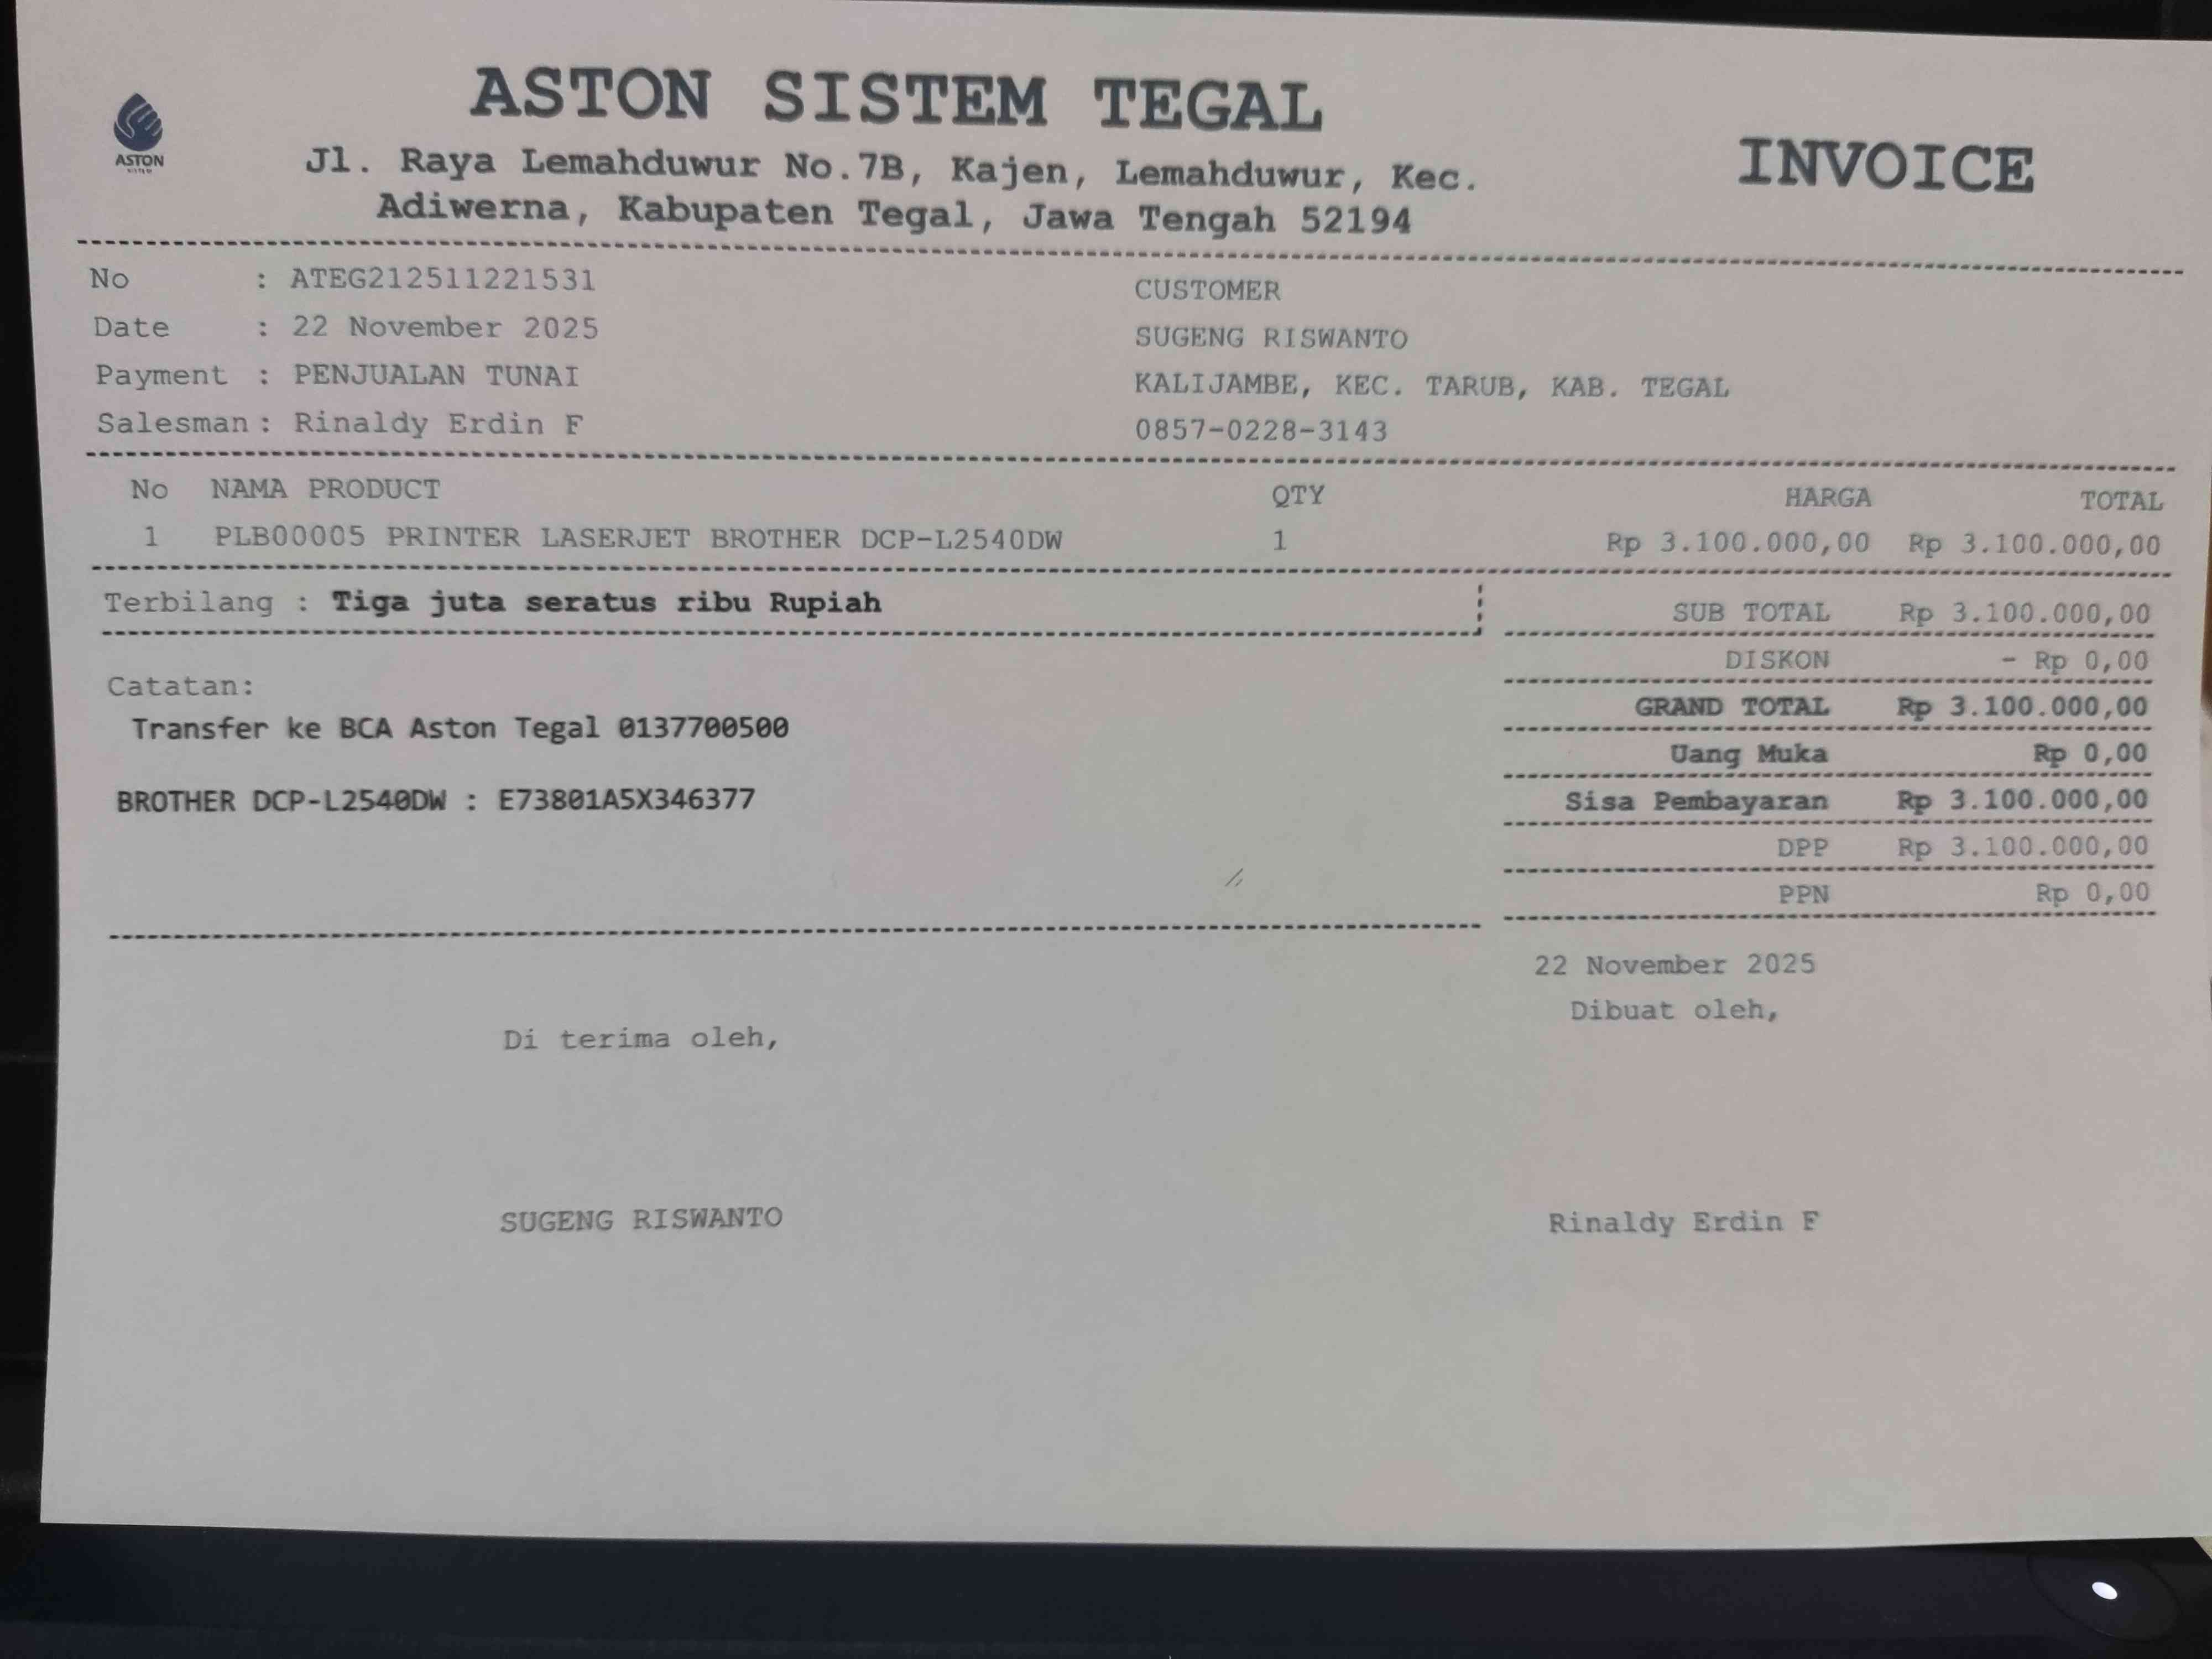 ASTON SISTEM TEGAL
Jl. Raya Lemahduwur No.7B, Kajen, Lemahduwur, Kec.
Adiwerna, Kabupaten Tegal, Jawa Tengah 52194
INVOICE
ASTON
SISTEM
No : ATEG212511221531
Date : 22 November 2025
Payment : PENJUALAN TUNAI
Salesman : Rinaldy Erdin F
CUSTOMER
SUGENG RISWANTO
KALIJAMBE, KEC. TARUB, KAB. TEGAL
0857-0228-3143
No NAMA PRODUCT QTY HARGA TOTAL
1 PLB00005 PRINTER LASERJET BROTHER DCP-L2540DW 1 Rp 3.100.000,00 Rp 3.100.000,00
Terbilang : Tiga juta seratus ribu Rupiah
Catatan:
Transfer ke BCA Aston Tegal 0137700500
BROTHER DCP-L2540DW : E73801A5X346377
SUB TOTAL Rp 3.100.000,00
DISKON - Rp 0,00
GRAND TOTAL Rp 3.100.000,00
Uang Muka Rp 0,00
Sisa Pembayaran Rp 3.100.000,00
DPP Rp 3.100.000,00
PPN Rp 0,00
22 November 2025
Di terima oleh,
Dibuat oleh,
SUGENG RISWANTO
Rinaldy Erdin F